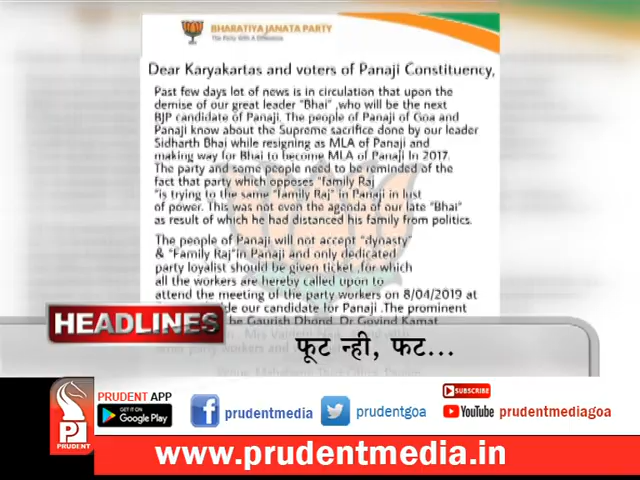 BHARATIYA JANATA PARTY
The Party With A Difference
Dear Karyakartas and voters of Panaji Constituency,
Past few days lot of news is in circulation that upon the
demise of our great leader "Bhai" ,who will be the next
BJP candidate of Panaji. The people of Panaji of Goa and
Panaji know about the Supreme sacrifice done by our leader
Sidharth Bhai while resigning as MLA of Panaji and
making way for Bhai to become MLA of Panaji In 2017.
The party and some people need to be reminded of the
fact that party which opposes "family Raj
"is trying to the same "family Raj" in Panaji in lust
of power. This was not even the agenda of our late "Bhai"
as result of which he had distanced his family from politics.
The people of Panaji will not accept "dynasty"
& "Family Raj"in Panaji and only dedicated
party loyalist should be given ticket ,for which
all the workers are hereby called upon to
attend the meeting of the party workers on 8/04/2019 at
our candidate for Panaji .The prominent
be Gaurish Dhond, Dr Govind Kamat
party workers and
HEADLINES
फूट न्ही, फट...
PRUDENT
PRUDENT APP
GET IT ON
Google Play
prudentmedia
prudentgoa
SUBSCRIBE
YouTube prudentmediagoa
www.prudentmedia.in